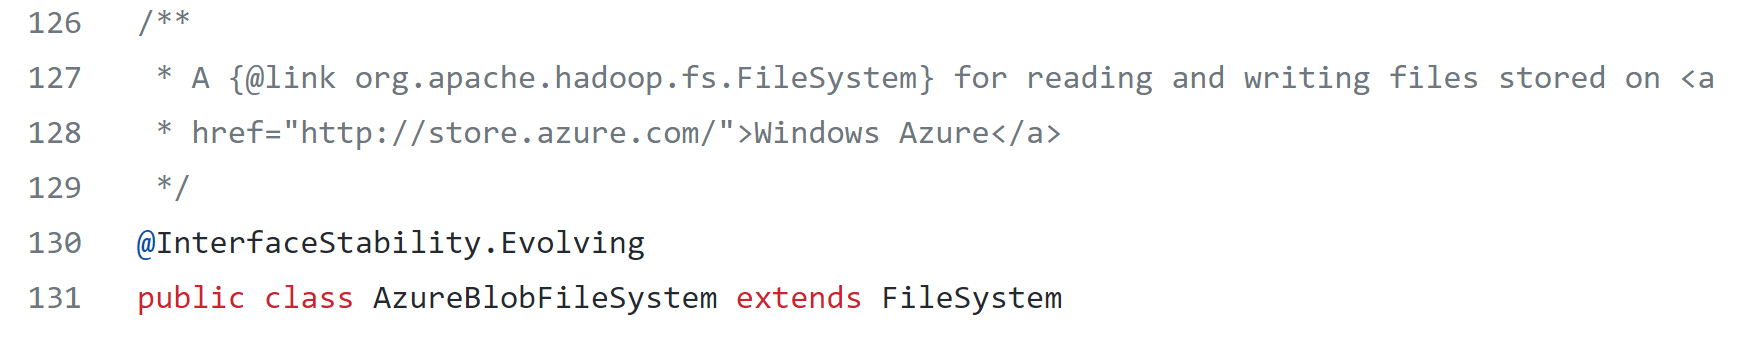 126 /**
127  * A {@link org.apache.hadoop.fs.FileSystem} for reading and writing files stored on <a
128  * href="http://store.azure.com/">Windows Azure</a>
129  */
130 @InterfaceStability.Evolving
131 public class AzureBlobFileSystem extends FileSystem